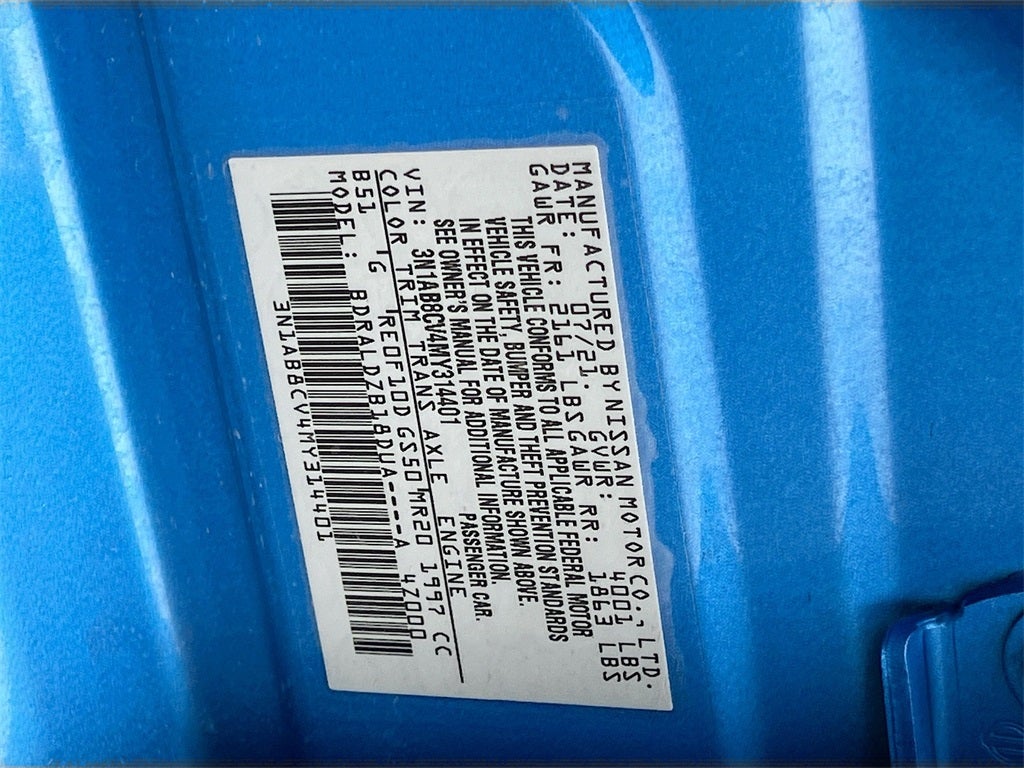 MANUFACTURED BY NISSAN MOTOR CO., LTD.
DATE: 07/21. GVWR: 4001 LBS
GAWR FR: 2161 LBS GAWR RR: 1863 LBS
THIS VEHICLE CONFORMS TO ALL APPLICABLE FEDERAL MOTOR
VEHICLE SAFETY, BUMPER AND THEFT PREVENTION STANDARDS
IN EFFECT ON THE DATE OF MANUFACTURE SHOWN ABOVE.
SEE OWNER'S MANUAL FOR ADDITIONAL INFORMATION.
VIN: 3N1AB8CV4MY314401 PASSENGER CAR.
COLOR TRIM TRANS AXLE ENGINE
B51 G RE0F10D GS50 MR20 1997 CC
MODEL: BDRALDZB18DUA----A 4Z000
3N1AB8CV4MY314401